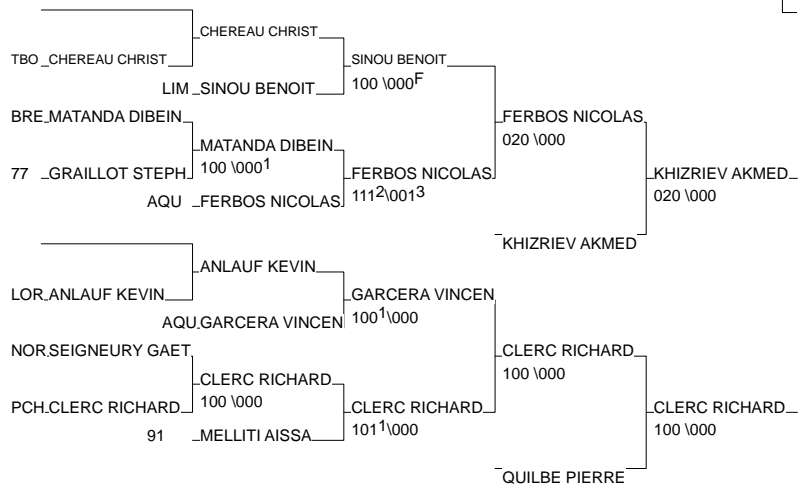 CHEREAU CHRIST
TBO CHEREAU CHRIST
SINOU BENOIT
100 \000F
LIM SINOU BENOIT
BRE MATANDA DIBEIN
FERBOS NICOLAS
020 \000
MATANDA DIBEIN
100 \0001
77 GRAILLOT STEPH
FERBOS NICOLAS
1112\0013
KHIZRIEV AKMED
020 \000
AQU FERBOS NICOLAS
KHIZRIEV AKMED
ANLAUF KEVIN
LOR ANLAUF KEVIN
GARCERA VINCEN
1001\000
AQU GARCERA VINCEN
NOR SEIGNEURY GAET
CLERC RICHARD
100 \000
CLERC RICHARD
100 \000
PCH CLERC RICHARD
CLERC RICHARD
1011\000
CLERC RICHARD
100 \000
91 MELLITI AISSA
QUILBE PIERRE